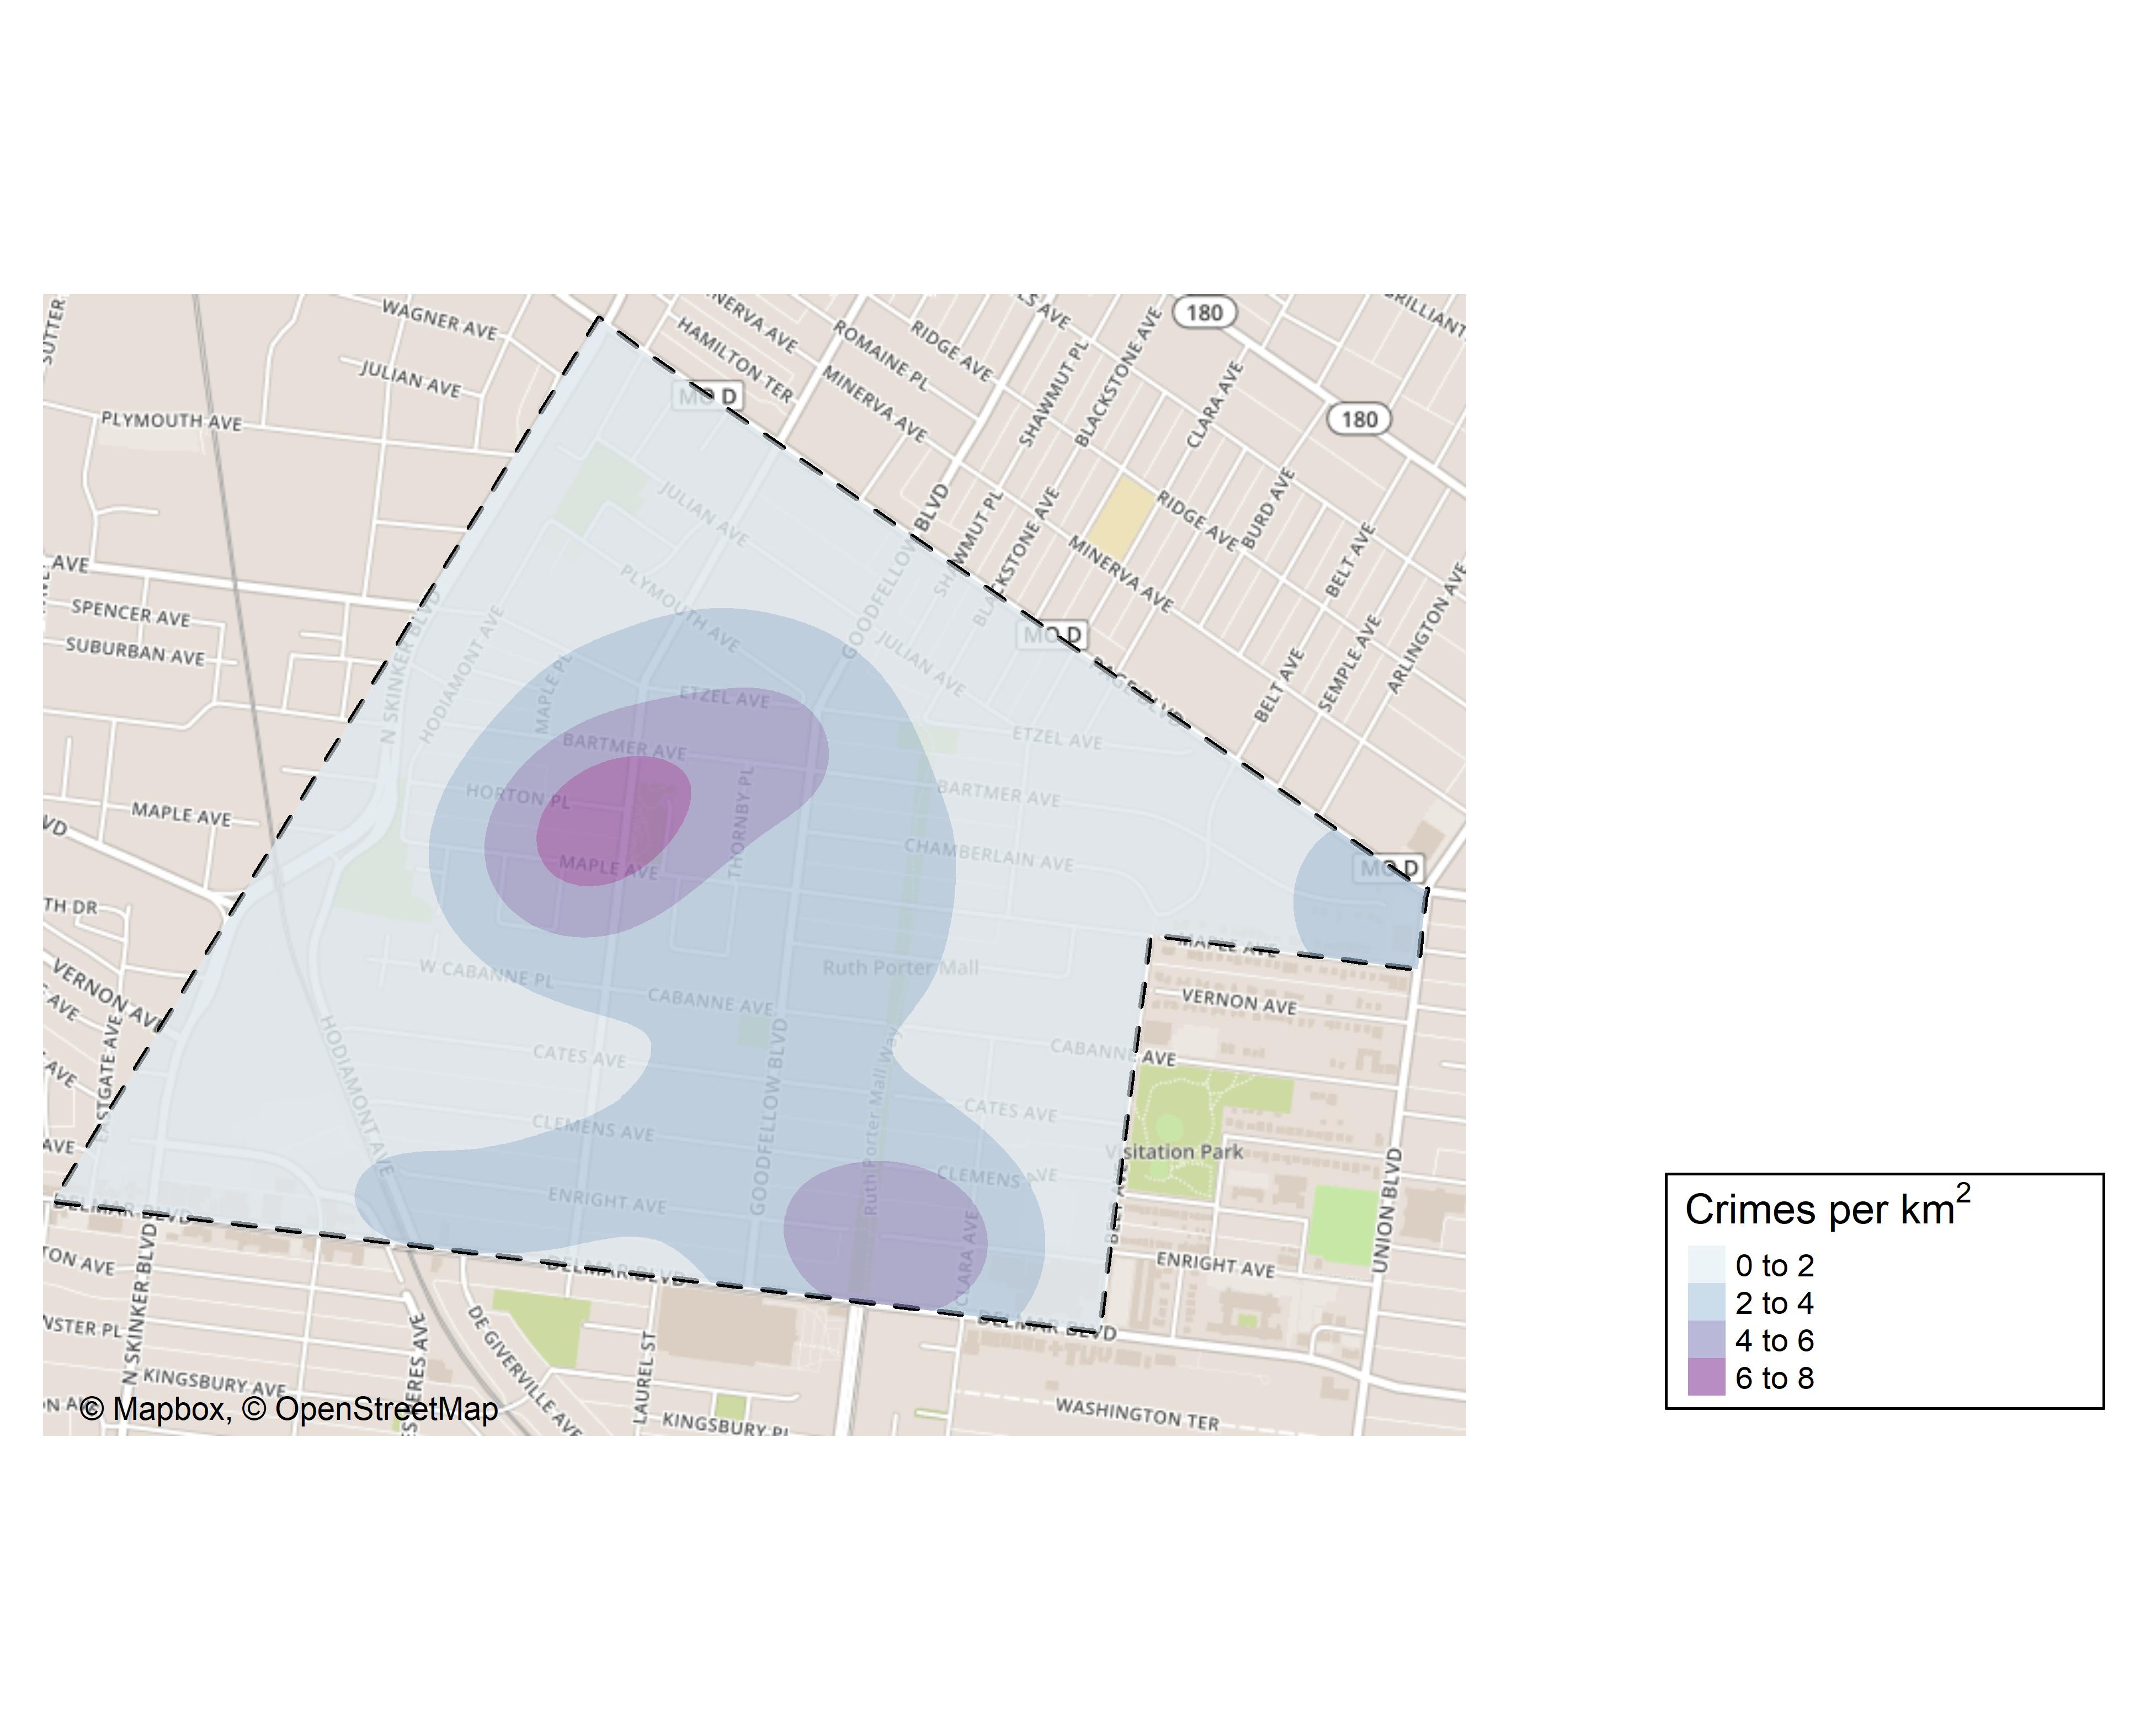 SUTTER
WAGNER AVE
JULIAN AVE
PLYMOUTH AVE
HAMILTON TER
ROMAINE PL
RIDGE AVE
MINERVA AVE
SHAWMUT PL
BLACKSTONE AVE
CLARA AVE
180
180
MO D
BLVD
SHAWMUT PL
BLACKSTONE AVE
RIDGE AVE
BURD AVE
MINERVA AVE
BELT AVE
ARLINGTON AVE
SEMPLE AVE
BELT AVE
AVE
SPENCER AVE
SUBURBAN AVE
JULIAN AVE
PLYMOUTH AVE
GOODFELLOW
JULIAN AVE
MO D
PAGE BLVD
N SKINKER BLVD
HODIAMONT AVE
MAPLE PL
ETZEL AVE
ETZEL AVE
BARTMER AVE
HORTON PL
THORNBY PL
BARTMER AVE
MAPLE AVE
MAPLE AVE
CHAMBERLAIN AVE
MO D
VD
TH DR
VERNON AVE
AVE
AVE
EASTGATE AVE
W CABANNE PL
CABANNE AVE
Ruth Porter Mall
MAPLE AVE
VERNON AVE
CABANNE AVE
CATES AVE
CATES AVE
HODIAMONT AVE
GOODFELLOW BLVD
Ruth Porter Mall Way
CLEMENS AVE
CLEMENS AVE
Visitation Park
AVE
ENRIGHT AVE
CLARA AVE
BELT AVE
UNION BLVD
ENRIGHT AVE
DELMAR BLVD
DELMAR BLVD
DELMAR BLVD
TON AVE
NSTER PL
N SKINKER BLVD
KINGSBURY AVE
DE GIVERVILLE AVE
LAUREL ST
KINGSBURY PL
WASHINGTON TER
© Mapbox, © OpenStreetMap
Crimes per km²
0 to 2
2 to 4
4 to 6
6 to 8